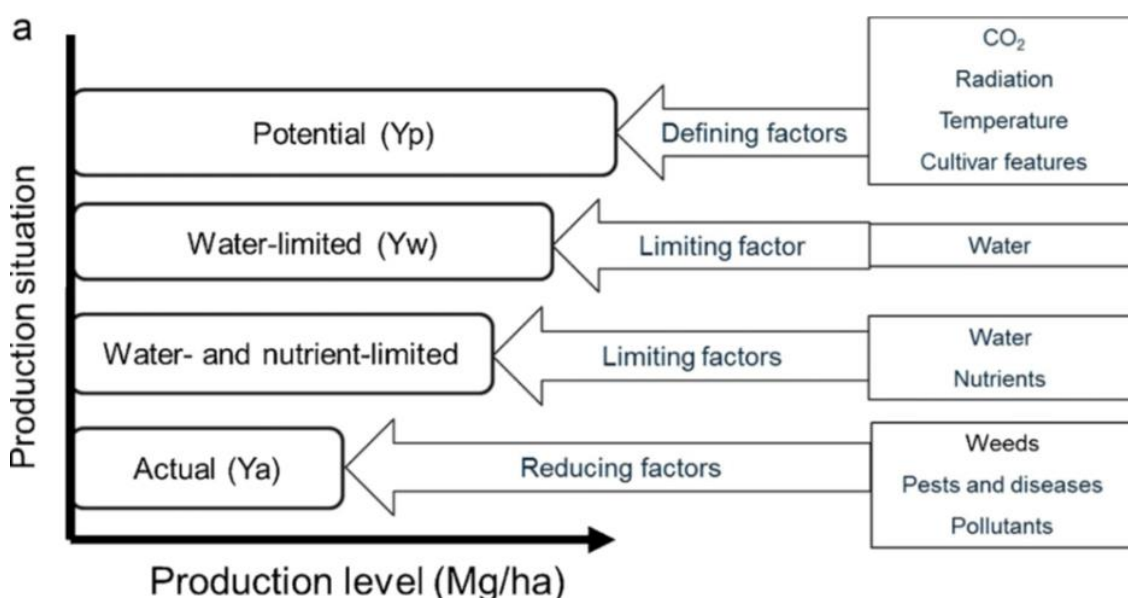 a
Production situation
Potential (Yp)
Defining factors
CO₂
Radiation
Temperature
Cultivar features
Water-limited (Yw)
Limiting factor
Water
Water- and nutrient-limited
Limiting factors
Water
Nutrients
Actual (Ya)
Reducing factors
Weeds
Pests and diseases
Pollutants
Production level (Mg/ha)